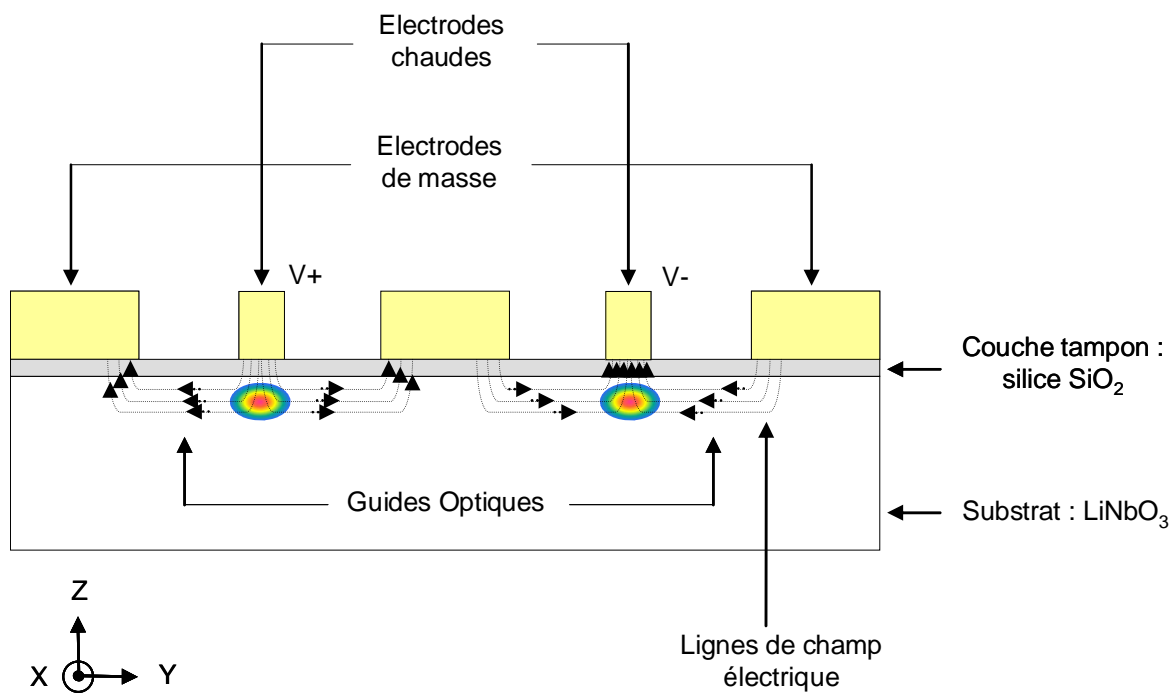 Electrodes
chaudes
Electrodes
de masse
V+
V-
Couche tampon :
silice SiO₂
Guides Optiques
Substrat : LiNbO₃
Z
X
Y
Lignes de champ
électrique